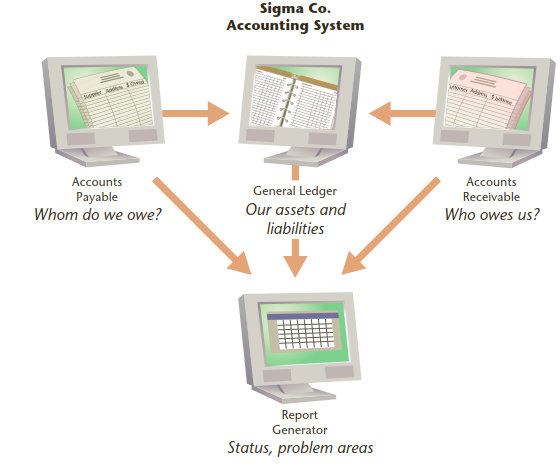 Sigma Co.
Accounting System
Supplier Address $ Owed
Customer Address $ balance
Accounts
Payable
Whom do we owe?
General Ledger
Our assets and
liabilities
Accounts
Receivable
Who owes us?
Report
Generator
Status, problem areas